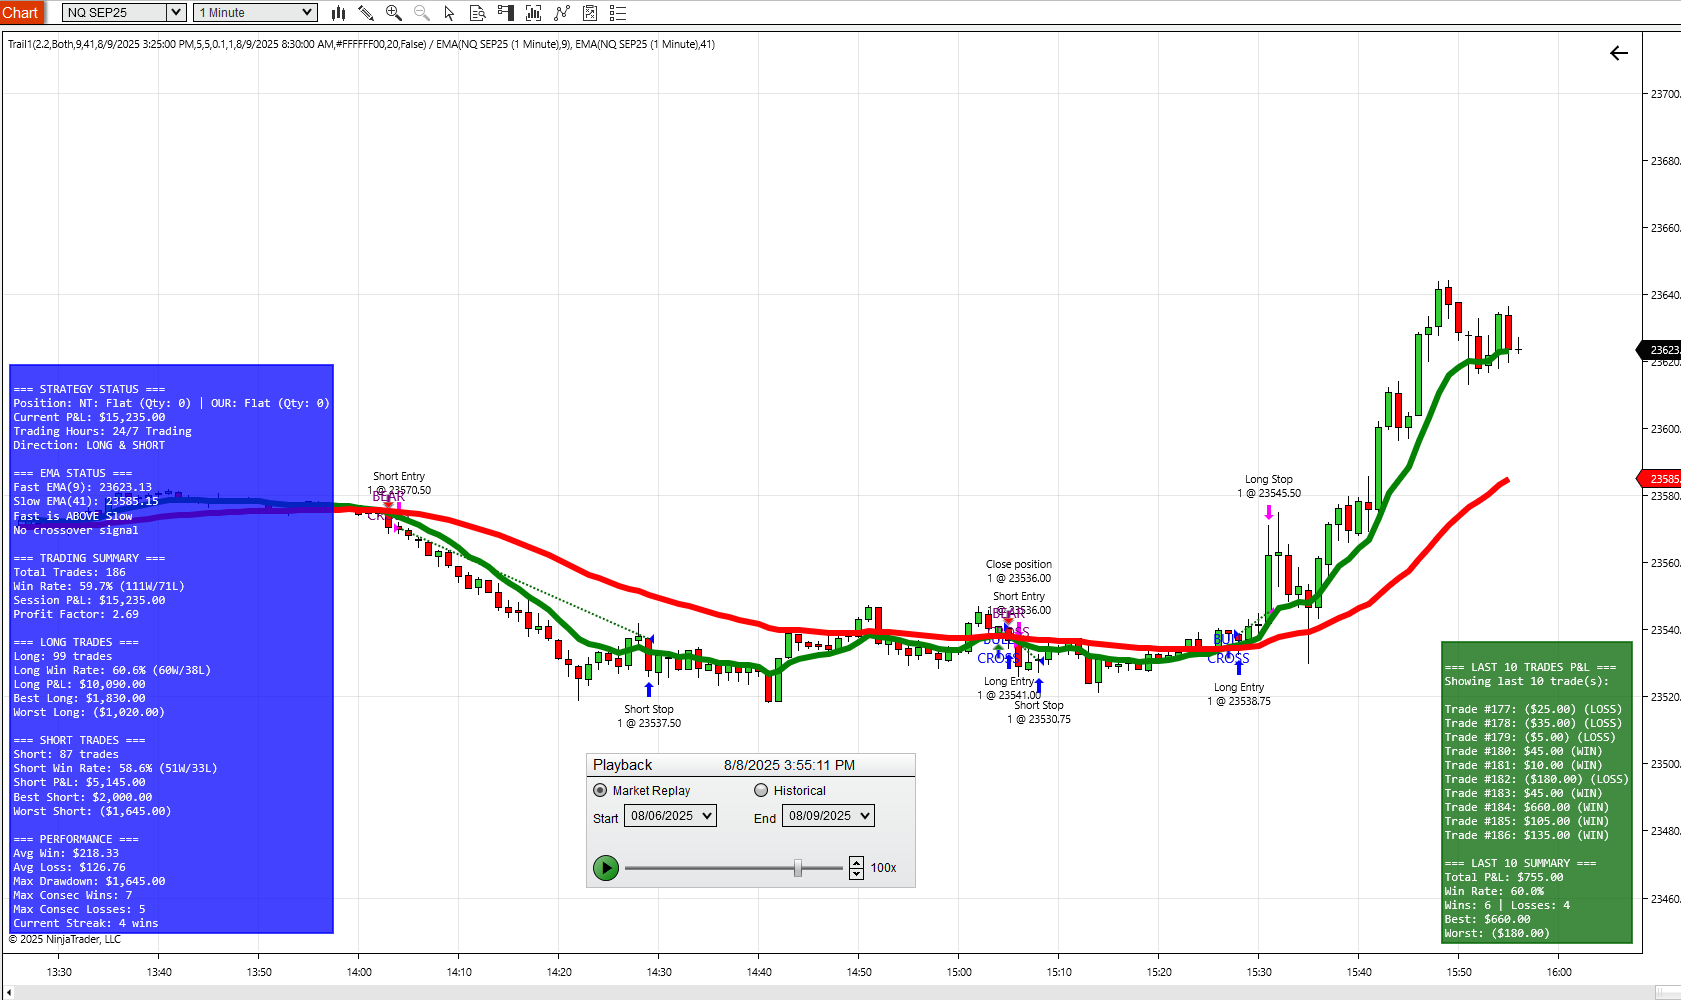 Chart
NQ SEP25
1 Minute
Trail1(2.2,Both,9,41,8/9/2025 3:25:00 PM,5,5,0.1,1,8/9/2025 8:30:00 AM,#FFFFFF00,20,False) / EMA(NQ SEP25 (1 Minute),9), EMA(NQ SEP25 (1 Minute),41)
23700.
23680.
23660.
23640.
23623.
23620.
23600.
23585.
23580.
23560.
23540.
23520.
23500.
23480.
23460.
=== STRATEGY STATUS ===
Position: NT: Flat (Qty: 0) | OUR: Flat (Qty: 0)
Current P&L: $15,235.00
Trading Hours: 24/7 Trading
Direction: LONG & SHORT
=== EMA STATUS ===
Fast EMA(9): 23623.13
Slow EMA(41): 23585.15
Fast is ABOVE Slow
No crossover signal
=== TRADING SUMMARY ===
Total Trades: 186
Win Rate: 59.7% (111W/71L)
Session P&L: $15,235.00
Profit Factor: 2.69
=== LONG TRADES ===
Long: 99 trades
Long Win Rate: 60.6% (60W/38L)
Long P&L: $10,090.00
Best Long: $1,830.00
Worst Long: ($1,020.00)
=== SHORT TRADES ===
Short: 87 trades
Short Win Rate: 58.6% (51W/33L)
Short P&L: $5,145.00
Best Short: $2,000.00
Worst Short: ($1,645.00)
=== PERFORMANCE ===
Avg Win: $218.33
Avg Loss: $126.76
Max Drawdown: $1,645.00
Max Consec Wins: 7
Max Consec Losses: 5
Current Streak: 4 wins
© 2025 NinjaTrader, LLC
Short Entry
1 @ 23570.50
BEAR
Short Stop
1 @ 23537.50
Close position
1 @ 23536.00
Short Entry
1 @ 23536.00
BEAR
CROSS
Long Entry
1 @ 23541.00
Short Stop
1 @ 23530.75
Long Stop
1 @ 23545.50
CROSS
Long Entry
1 @ 23538.75
Playback
8/8/2025 3:55:11 PM
Market Replay
Historical
Start
08/06/2025
End
08/09/2025
100x
=== LAST 10 TRADES P&L ===
Showing last 10 trade(s):
Trade #177: ($25.00) (LOSS)
Trade #178: ($35.00) (LOSS)
Trade #179: ($5.00) (LOSS)
Trade #180: $45.00 (WIN)
Trade #181: $10.00 (WIN)
Trade #182: ($180.00) (LOSS)
Trade #183: $45.00 (WIN)
Trade #184: $660.00 (WIN)
Trade #185: $105.00 (WIN)
Trade #186: $135.00 (WIN)
=== LAST 10 SUMMARY ===
Total P&L: $755.00
Win Rate: 60.0%
Wins: 6 | Losses: 4
Best: $660.00
Worst: ($180.00)
13:30
13:40
13:50
14:00
14:10
14:20
14:30
14:40
14:50
15:00
15:10
15:20
15:30
15:40
15:50
16:00